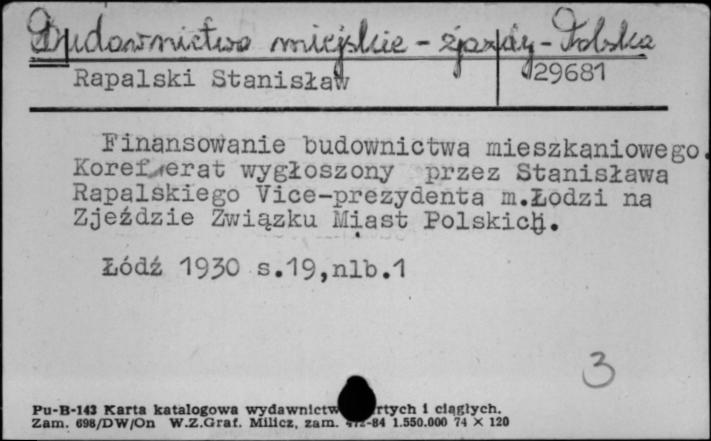 Budownictwo miejskie - zjazdy - Polska
Rapalski Stanisław 29681
Finansowanie budownictwa mieszkaniowego.
Koreferat wygłoszony przez Stanisława
Rapalskiego Vice-prezydenta m.Łodzi na
Zjeździe Związku Miast Polskich.
Łódź 1930 s.19,nlb.1
3
Pu-B-143 Karta katalogowa wydawnictw rtych i ciągłych.
Zam. 698/DW/On W.Z.Graf. Milicz, zam. -84 1.550.000 74 × 120